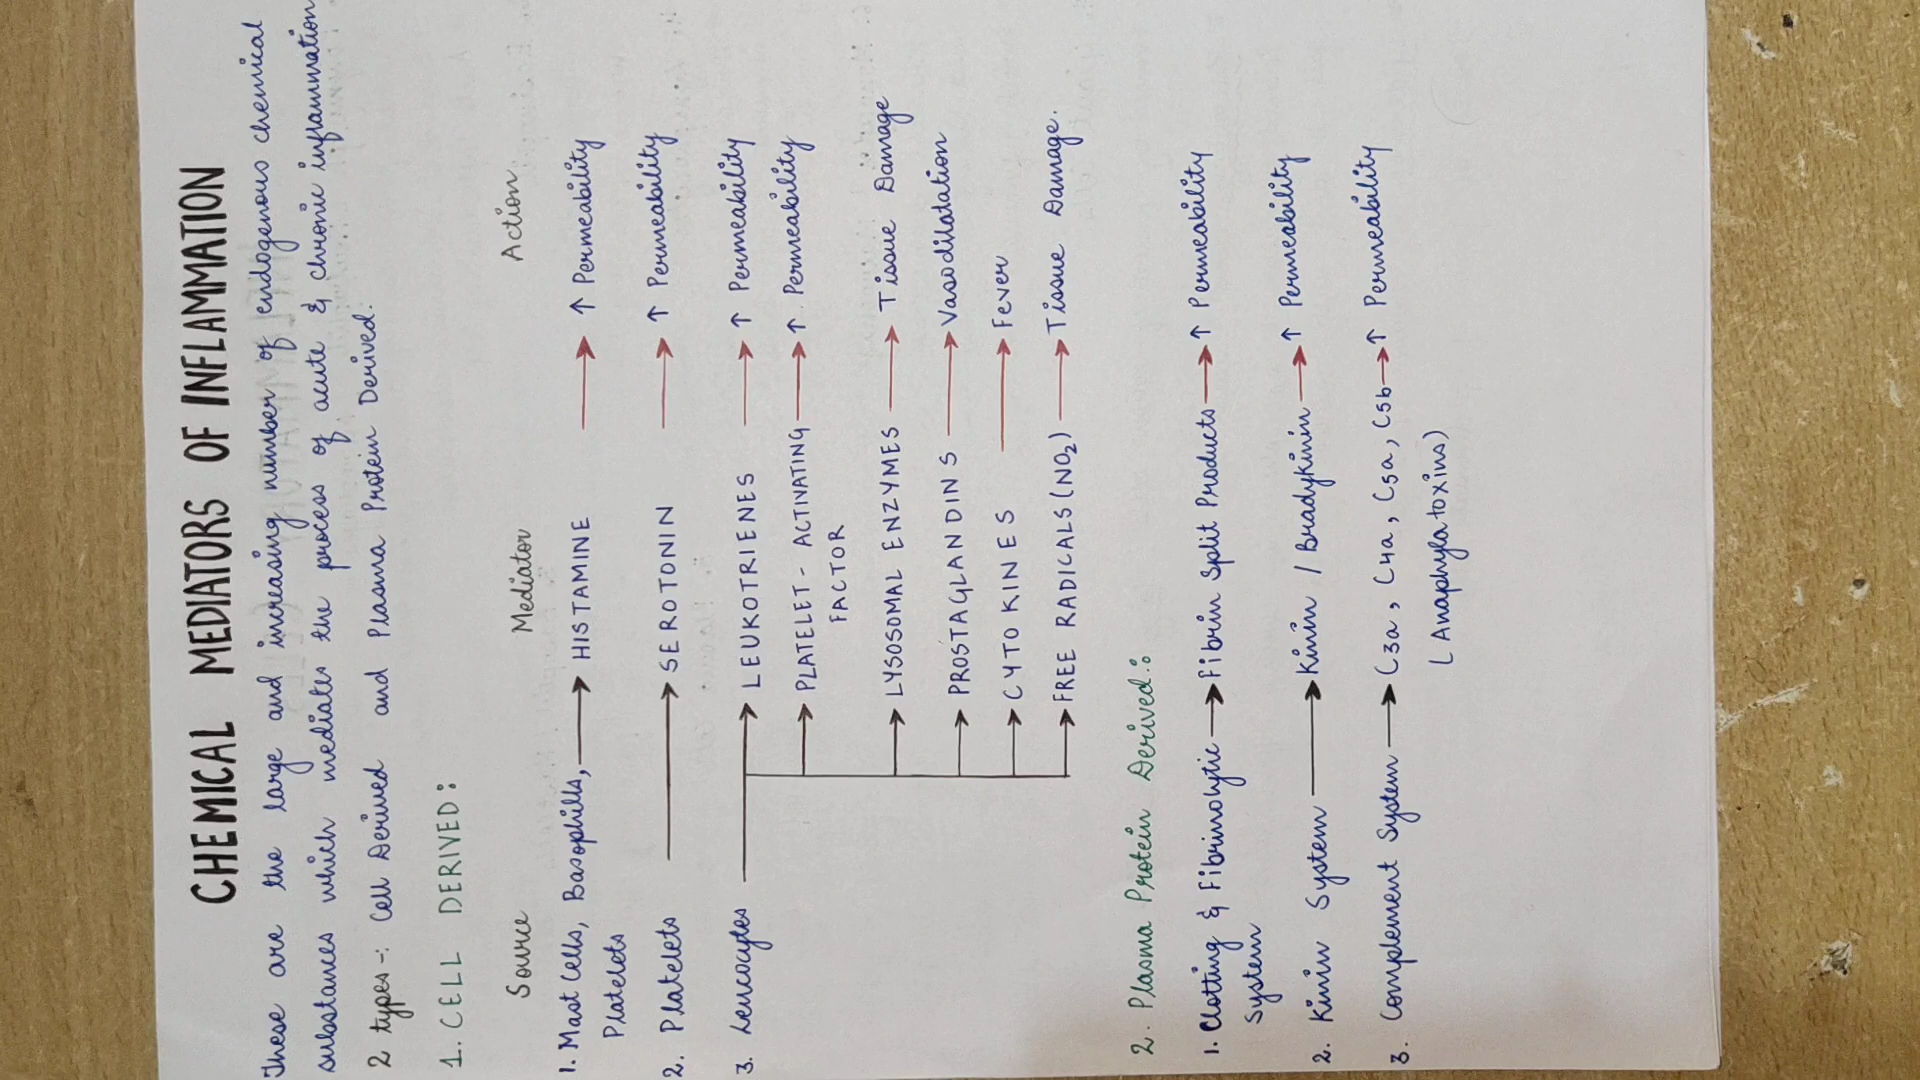 CHEMICAL MEDIATORS OF INFLAMMATION
These are the large and increasing number of endogenous chemical
substances which mediates the process of acute & chronic inflammation
2 types -: Cell Derived and Plasma Protein Derived.
1. CELL DERIVED:
Source Mediator Action
1. Mast Cells, Basophills, → HISTAMINE → ↑ Permeability
Platelets
2. Platelets → SEROTONIN → ↑ Permeability
3. Leucocytes → LEUKOTRIENES → ↑ Permeability
→ PLATELET - ACTIVATING → ↑ Permeability
FACTOR
→ LYSOSOMAL ENZYMES → Tissue Damage
→ PROSTAGLANDINS → Vasodilatation
→ CYTOKINES → Fever
→ FREE RADICALS (NO₂) → Tissue Damage.
2. Plasma Protein Derived:
1. Clotting & Fibrinolytic → Fibrin Split Products → ↑ Permeability
System
2. Kinin System → Kinin / Bradykinin → ↑ Permeability
3. Complement System → C3a, C4a, C5a, C5b → ↑ Permeability
(Anaphylatoxins)